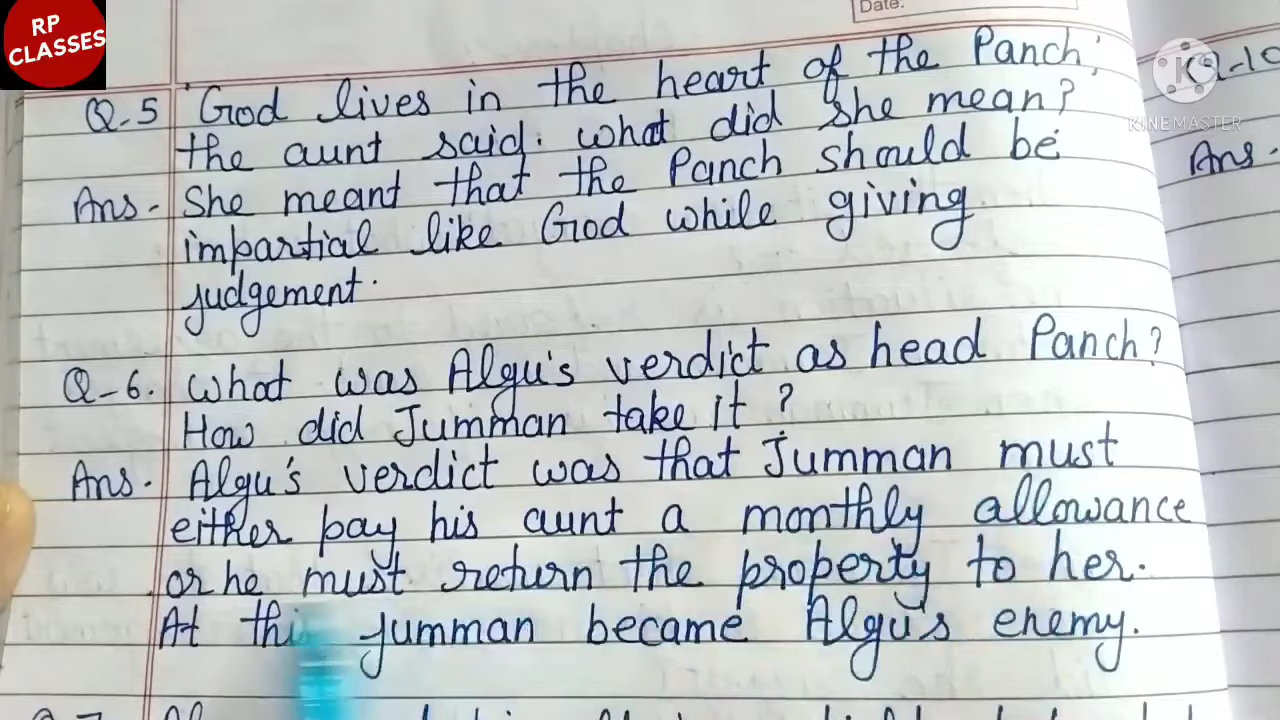 RP
CLASSES
Date.
KINEMASTER
Q.5 'God lives in the heart of the Panch,'
the aunt said. What did she mean?
Ans. She meant that the Panch should be
impartial like God while giving
judgement.
Q-6. What was Algu's verdict as head Panch?
How did Jumman take it?
Ans. Algu's verdict was that Jumman must
either pay his aunt a monthly allowance
or he must return the property to her.
At thi Jumman became Algu's enemy.
Ans.